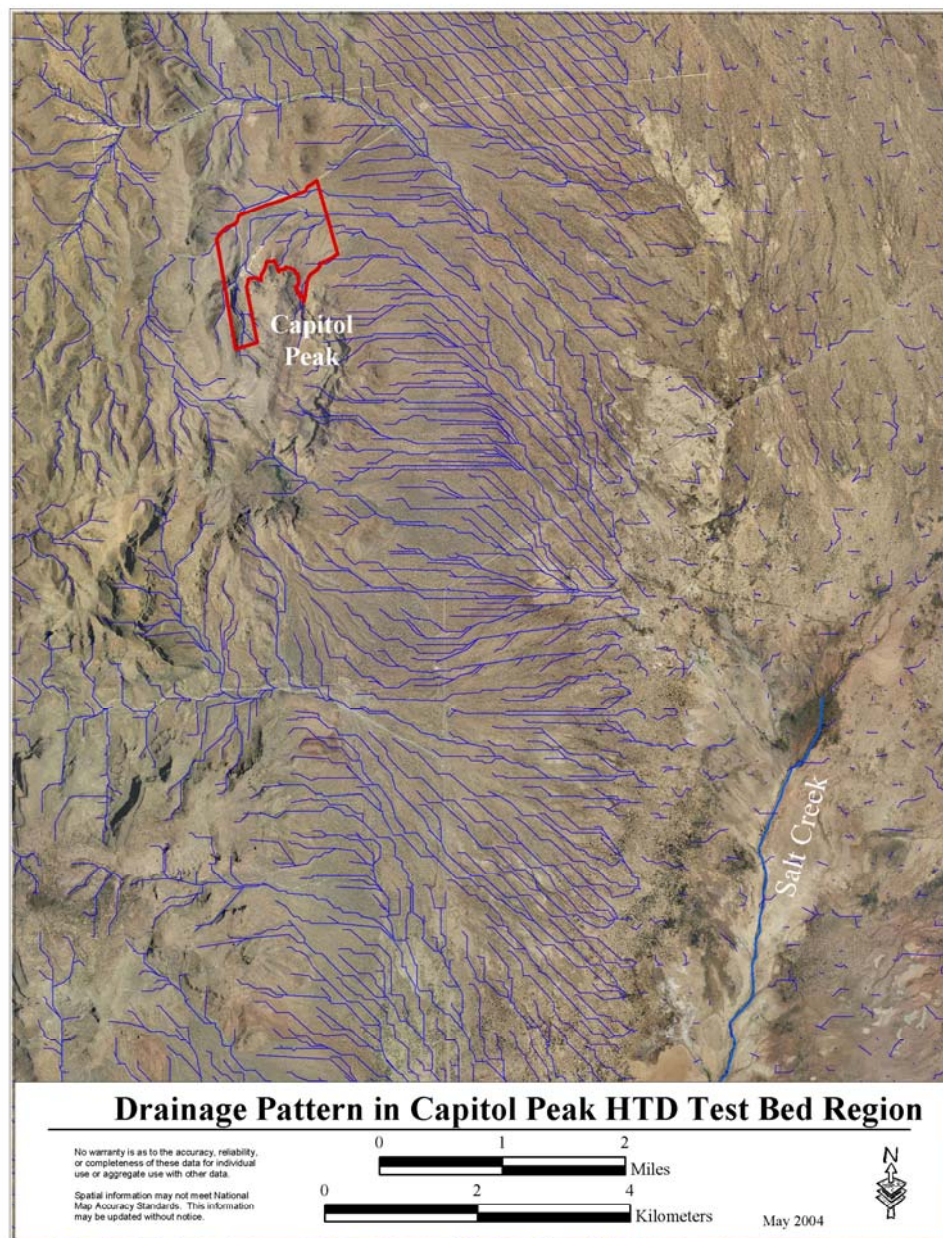 Capitol
Peak
Salt Creek
Drainage Pattern in Capitol Peak HTD Test Bed Region
No warranty is as to the accuracy, reliability,
or completeness of these data for individual
use or aggregate use with other data.
Spatial information may not meet National
Map Accuracy Standards. This information
may be updated without notice.
0 1 2
Miles
0 2 4
Kilometers
May 2004
N